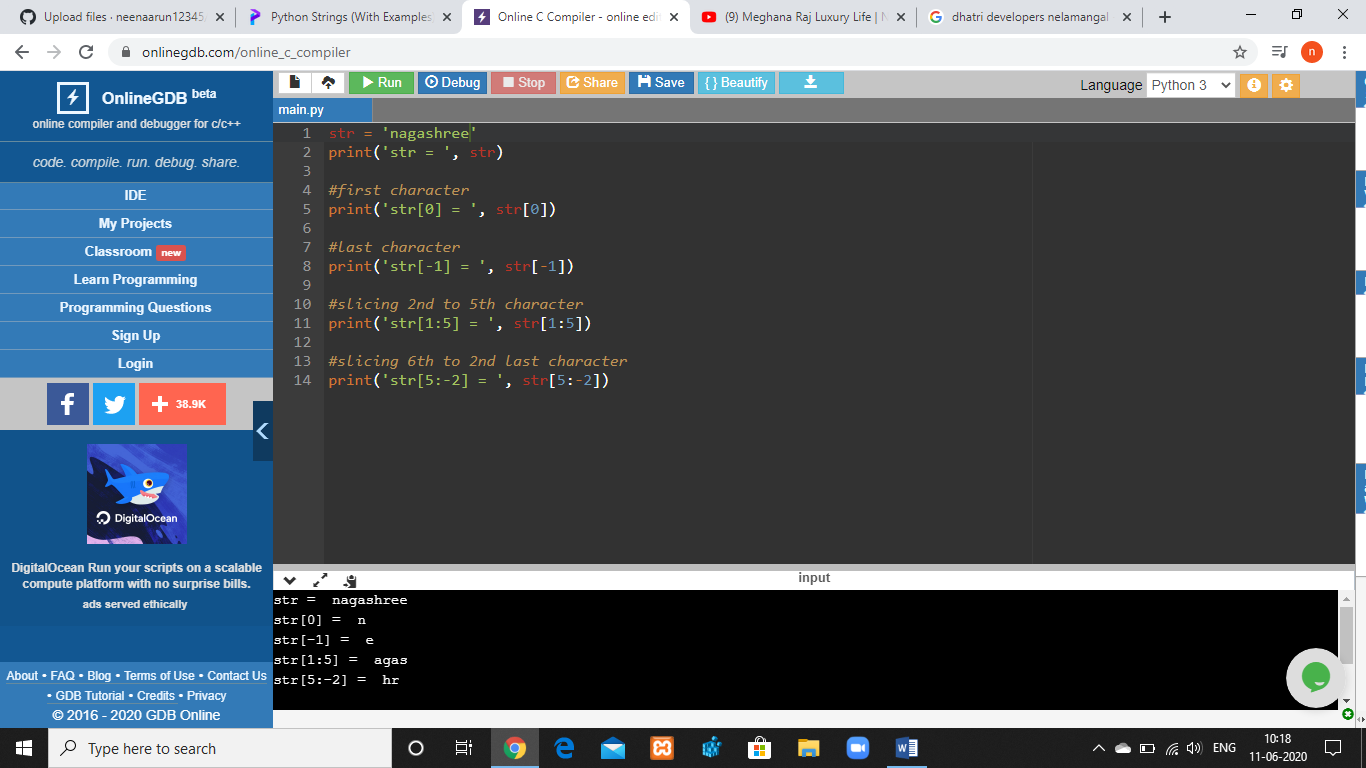 Upload files · neenaarun12345
Python Strings (With Examples)
Online C Compiler - online edi
(9) Meghana Raj Luxury Life |
dhatri developers nelamangal
onlinegdb.com/online_c_compiler
n
OnlineGDB beta
online compiler and debugger for c/c++
code. compile. run. debug. share.
IDE
My Projects
Classroom new
Learn Programming
Programming Questions
Sign Up
Login
38.9K
DigitalOcean
DigitalOcean Run your scripts on a scalable
compute platform with no surprise bills.
ads served ethically
About • FAQ • Blog • Terms of Use • Contact Us
• GDB Tutorial • Credits • Privacy
© 2016 - 2020 GDB Online
Run Debug Stop Share Save { } Beautify
Language Python 3
main.py
1 str = 'nagashree'
2 print('str = ', str)
3
4 #first character
5 print('str[0] = ', str[0])
6
7 #last character
8 print('str[-1] = ', str[-1])
9
10 #slicing 2nd to 5th character
11 print('str[1:5] = ', str[1:5])
12
13 #slicing 6th to 2nd last character
14 print('str[5:-2] = ', str[5:-2])
input
str =  nagashree
str[0] =  n
str[-1] =  e
str[1:5] =  agas
str[5:-2] =  hr
Type here to search
ENG
10:18
11-06-2020